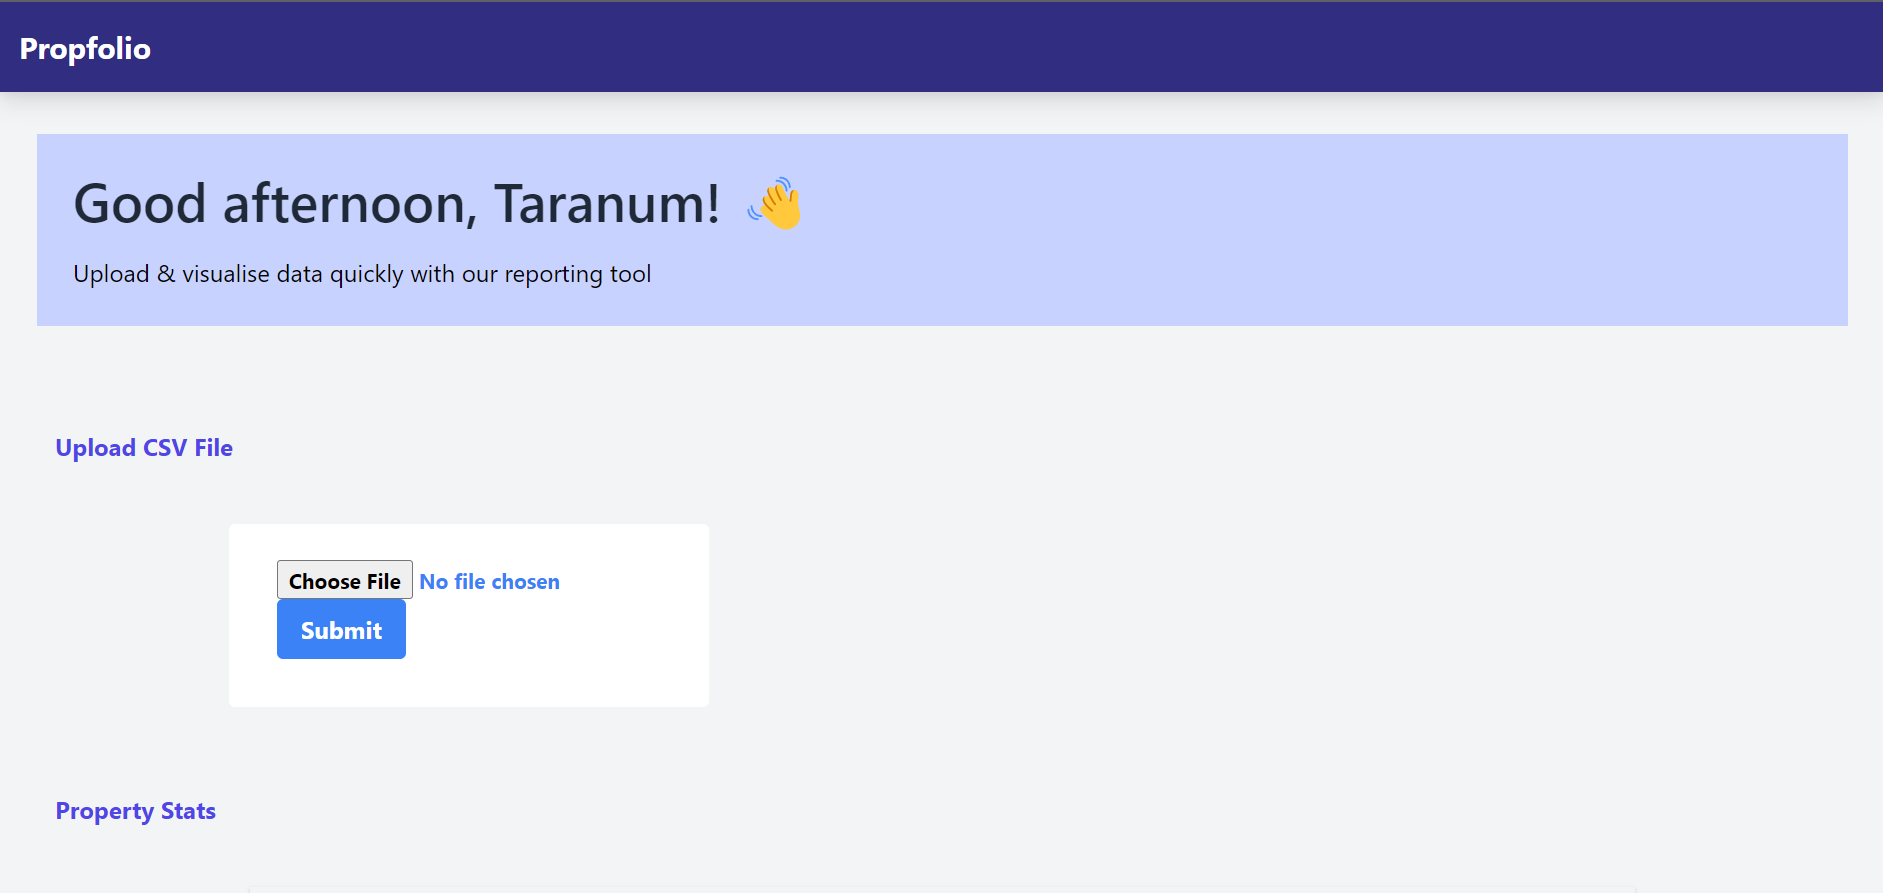 Propfolio
Good afternoon, Taranum! 👋
Upload & visualise data quickly with our reporting tool
Upload CSV File
Choose File No file chosen
Submit
Property Stats